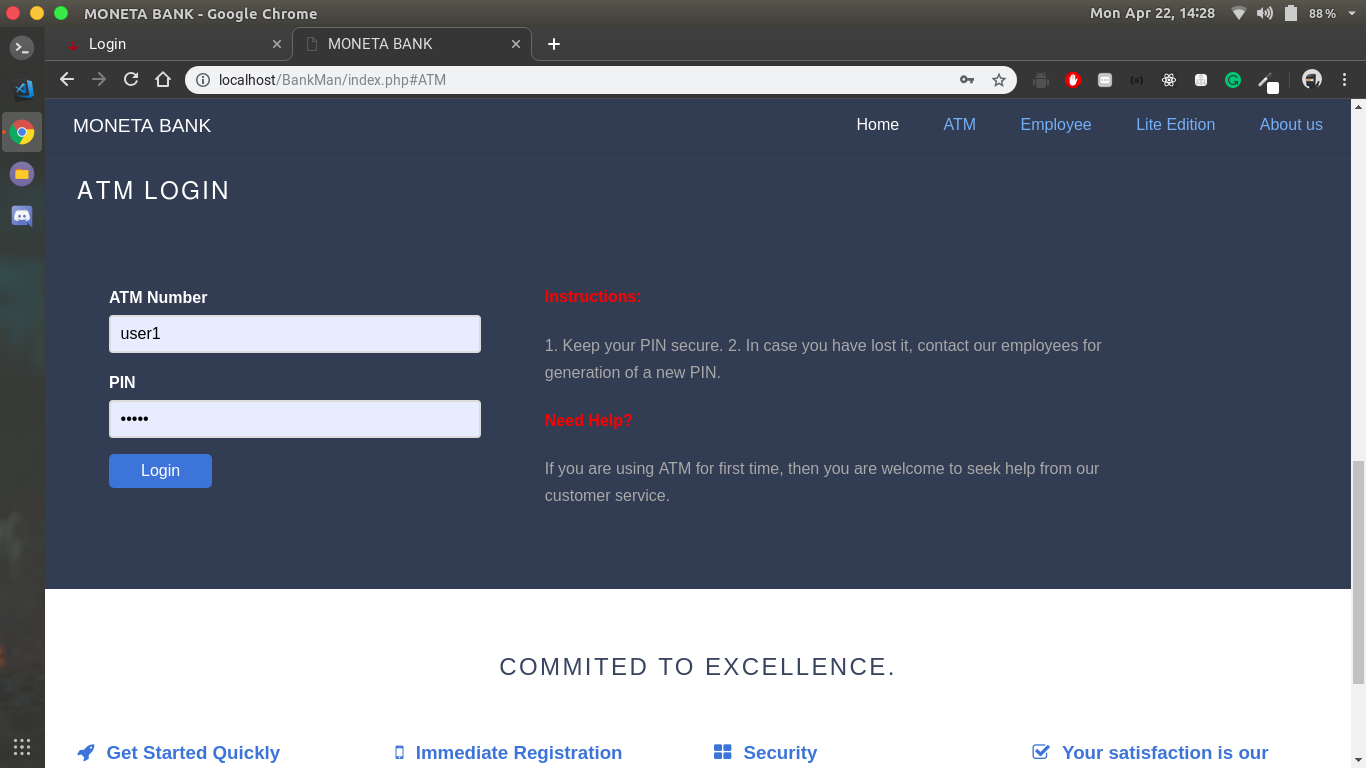 MONETA BANK - Google Chrome
Mon Apr 22, 14:28
88%
Login
MONETA BANK
localhost/BankMan/index.php#ATM
MONETA BANK
Home
ATM
Employee
Lite Edition
About us
ATM LOGIN
ATM Number
user1
PIN
•••••
Login
Instructions:
1. Keep your PIN secure. 2. In case you have lost it, contact our employees for
generation of a new PIN.
Need Help?
If you are using ATM for first time, then you are welcome to seek help from our
customer service.
COMMITED TO EXCELLENCE.
Get Started Quickly
Immediate Registration
Security
Your satisfaction is our